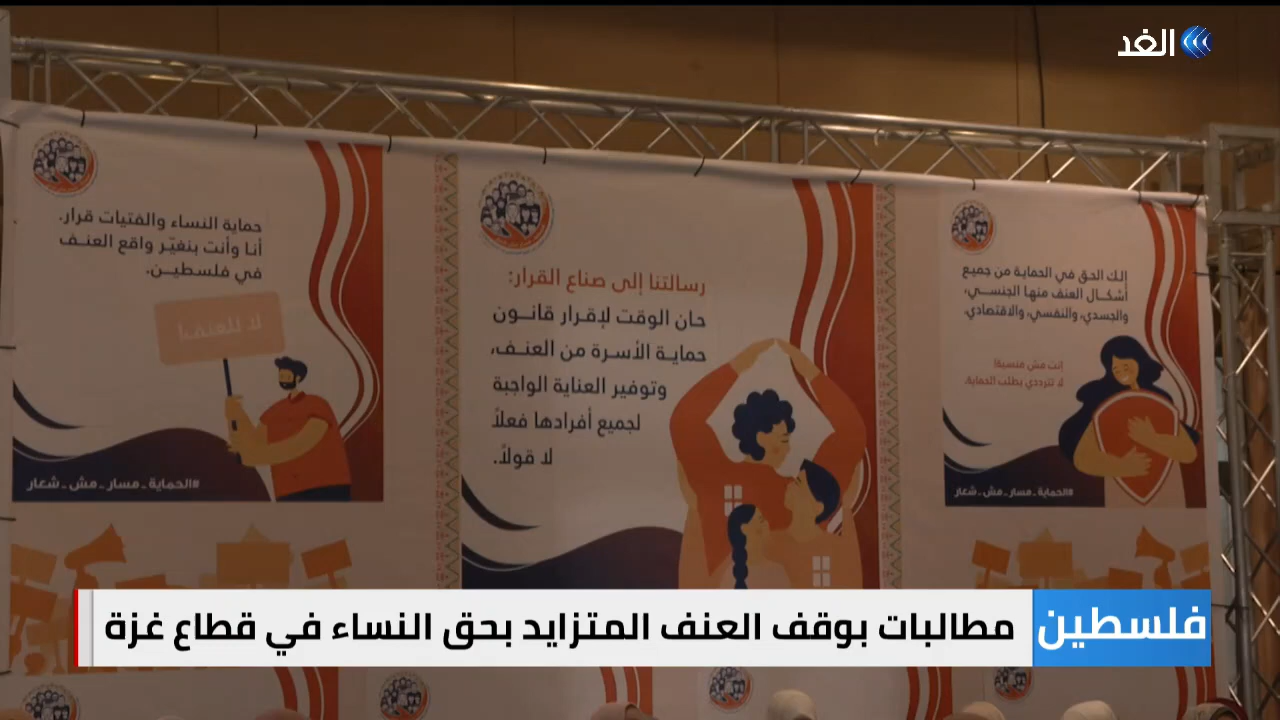 الغد
إلك الحق في الحماية من جميع
أشكال العنف منها الجنسي،
والجسدي، والنفسي، والاقتصادي.
إنت مش منسية!
لا تترددي بطلب الحماية.
#الحماية_مسار_مش_شعار
رسالتنا إلى صناع القرار:
حان الوقت لإقرار قانون
حماية الأسرة من العنف،
وتوفير العناية الواجبة
لجميع أفرادها فعلاً
لا قولاً.
حماية النساء والفتيات قرار.
أنا وأنت بنغيّر واقع العنف
في فلسطين.
لا للعنف!
#الحماية_مسار_مش_شعار
فلسطين
مطالبات بوقف العنف المتزايد بحق النساء في قطاع غزة